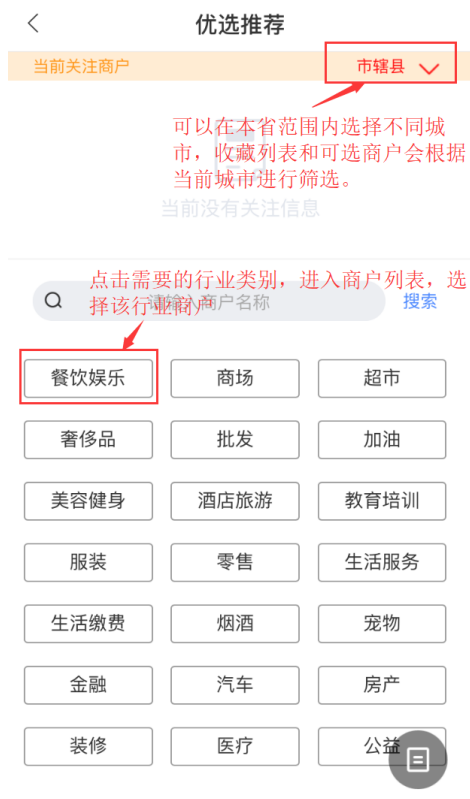 优选推荐
当前关注商户
市辖县
可以在本省范围内选择不同城
市，收藏列表和可选商户会根据
当前城市进行筛选。
当前没有关注信息
点击需要的行业类别，进入商户列表，选
择该行业商户
请输入商户名称
搜索
餐饮娱乐
商场
超市
奢侈品
批发
加油
美容健身
酒店旅游
教育培训
服装
零售
生活服务
生活缴费
烟酒
宠物
金融
汽车
房产
装修
医疗
公益